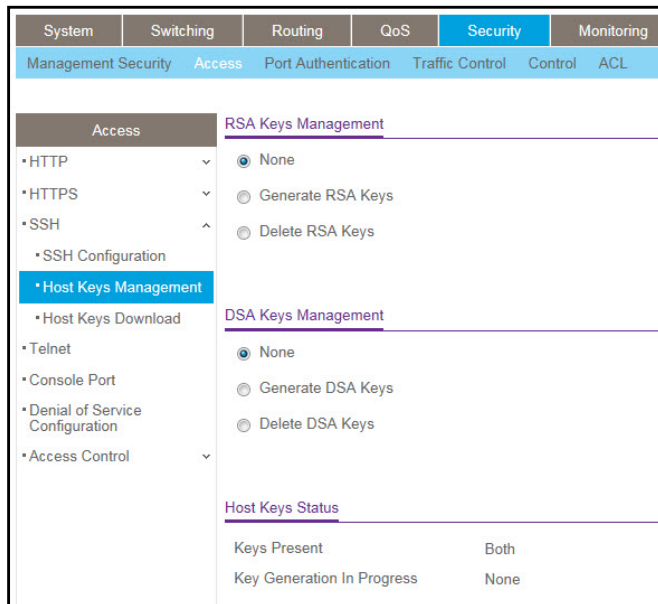 System Switching Routing QoS Security Monitoring
Management Security Access Port Authentication Traffic Control Control ACL
Access
HTTP
HTTPS
SSH
SSH Configuration
Host Keys Management
Host Keys Download
Telnet
Console Port
Denial of Service
Configuration
Access Control
RSA Keys Management
None
Generate RSA Keys
Delete RSA Keys
DSA Keys Management
None
Generate DSA Keys
Delete DSA Keys
Host Keys Status
Keys Present Both
Key Generation In Progress None